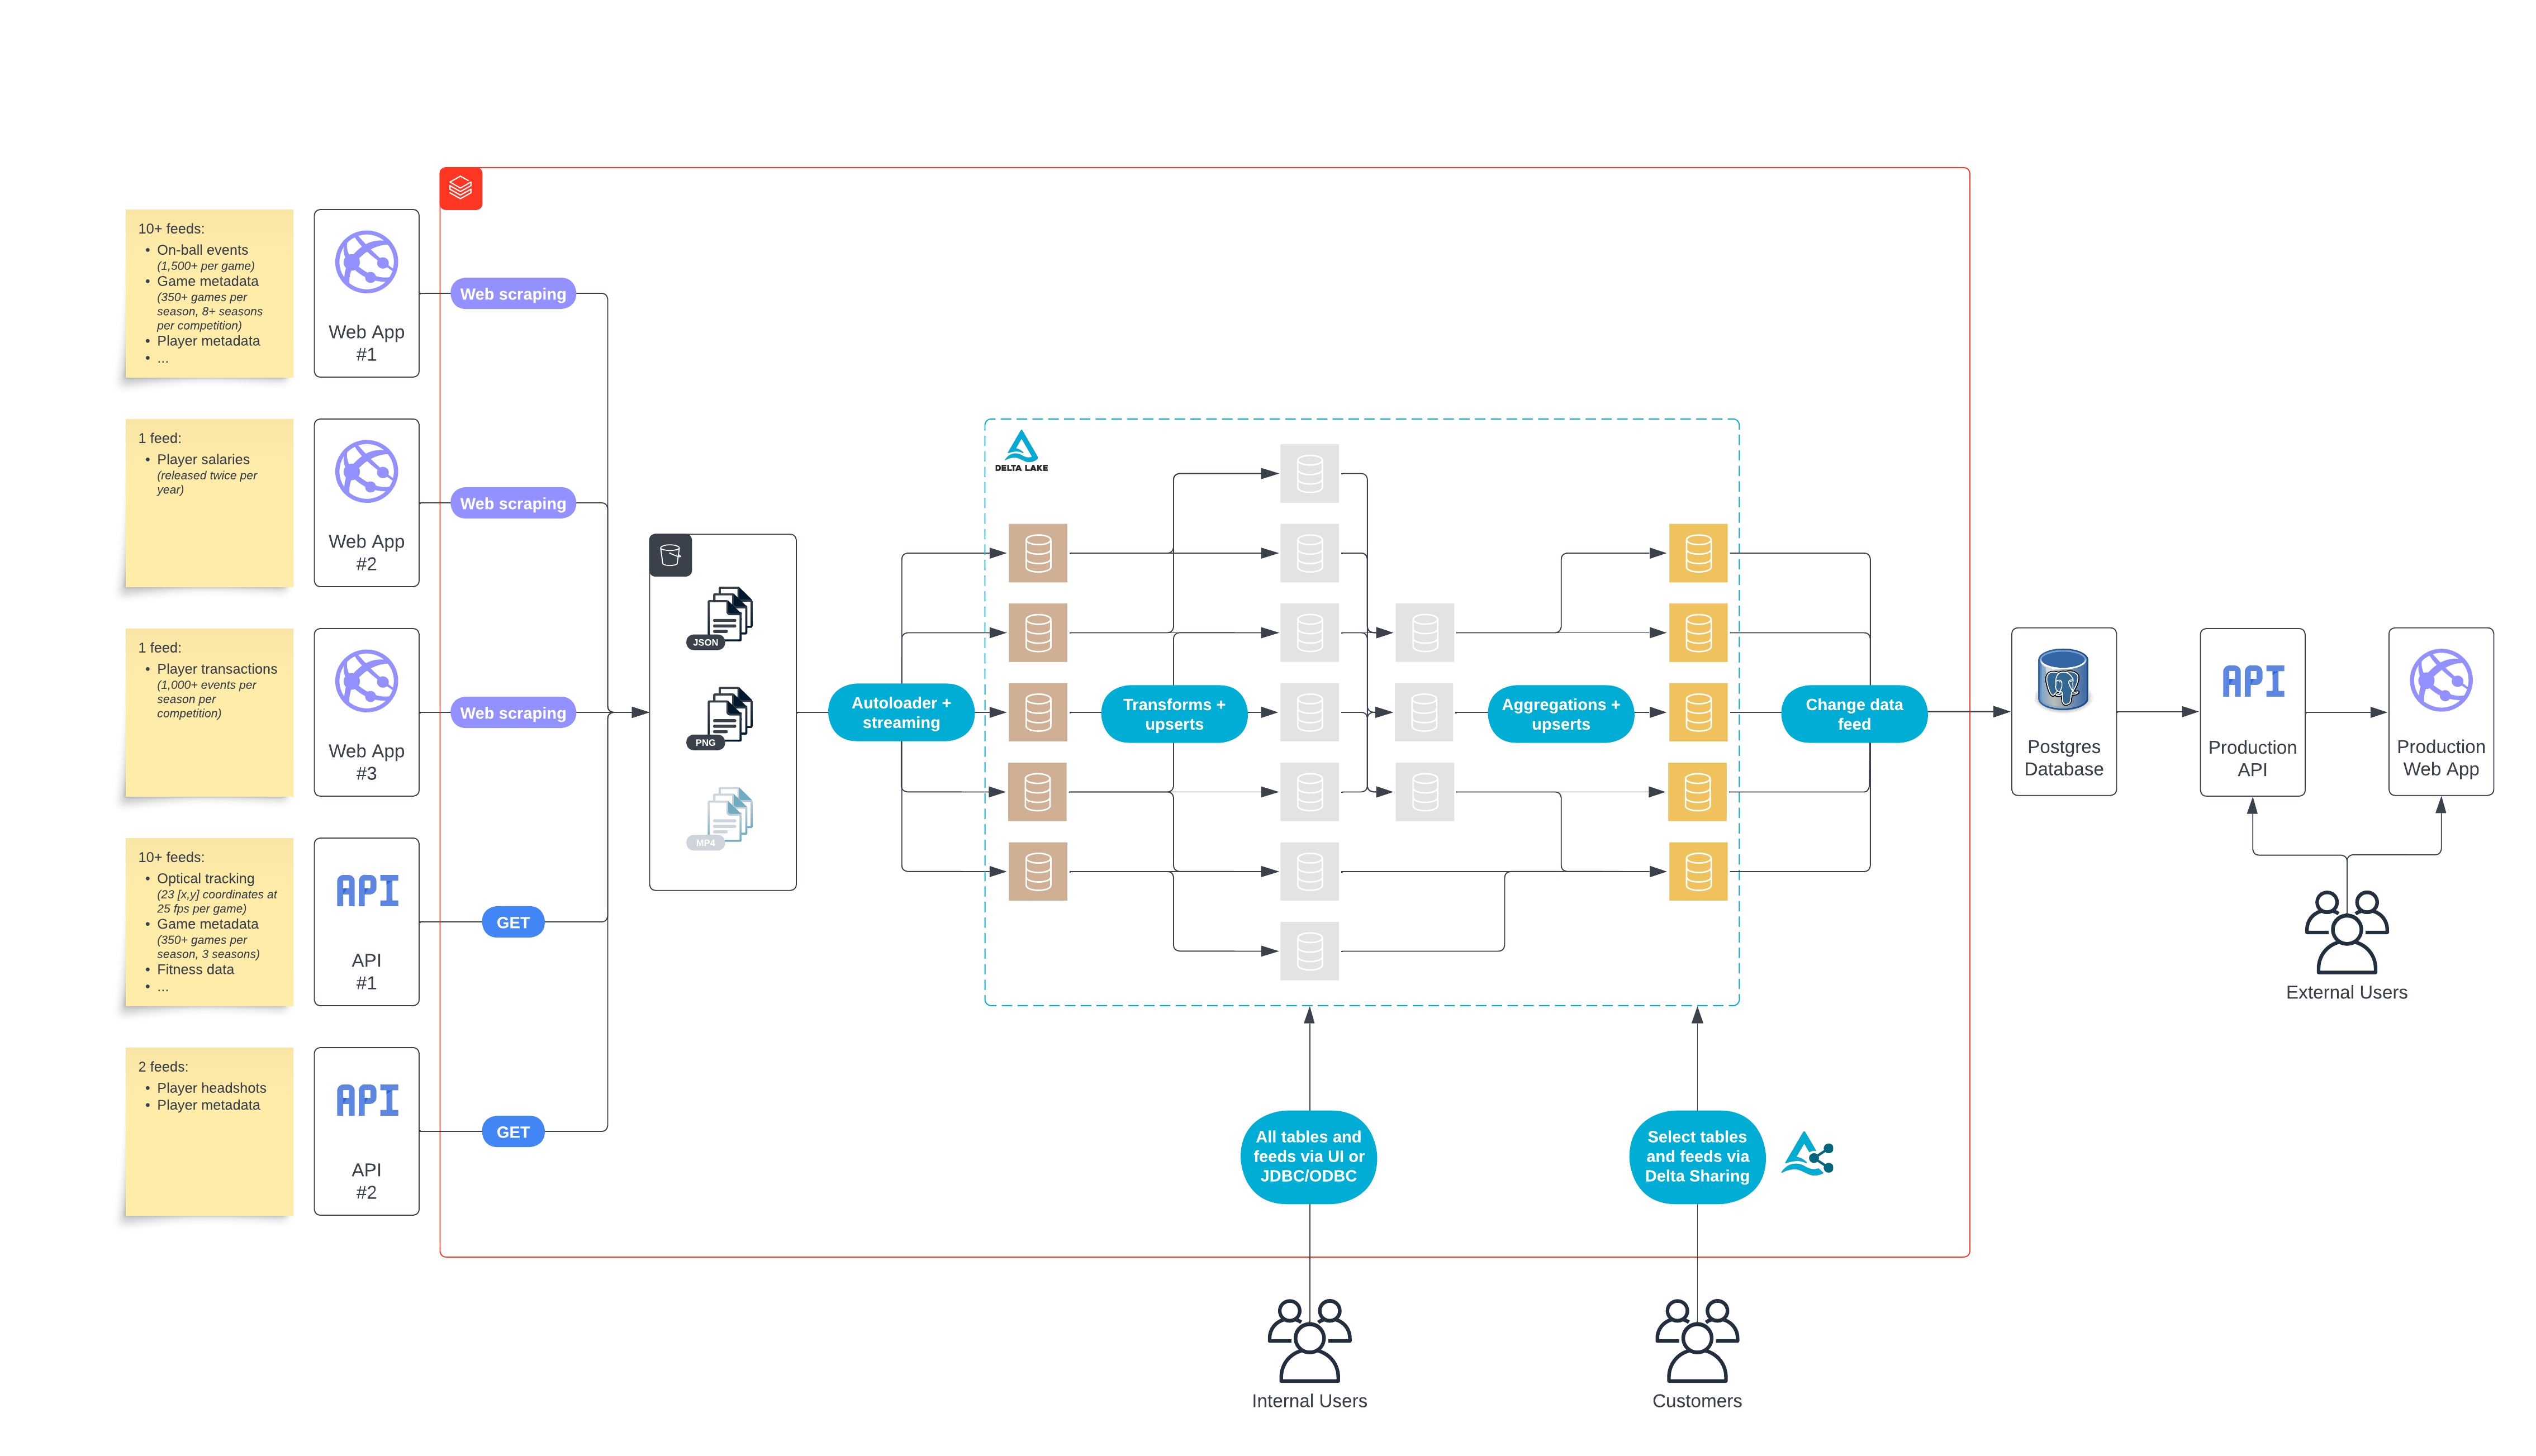 10+ feeds:
• On-ball events
(1,500+ per game)
• Game metadata
(350+ games per
season, 8+ seasons
per competition)
• Player metadata
• ...
Web App
#1
Web scraping
1 feed:
• Player salaries
(released twice per
year)
Web App
#2
Web scraping
1 feed:
• Player transactions
(1,000+ events per
season per
competition)
Web App
#3
Web scraping
10+ feeds:
• Optical tracking
(23 [x,y] coordinates at
25 fps per game)
• Game metadata
(350+ games per
season, 3 seasons)
• Fitness data
• ...
API
API
#1
GET
2 feeds:
• Player headshots
• Player metadata
API
API
#2
GET
JSON
PNG
MP4
Autoloader +
streaming
DELTA LAKE
Transforms +
upserts
Aggregations +
upserts
Change data
feed
Postgres
Database
API
Production
API
Production
Web App
External Users
All tables and
feeds via UI or
JDBC/ODBC
Select tables
and feeds via
Delta Sharing
Internal Users
Customers